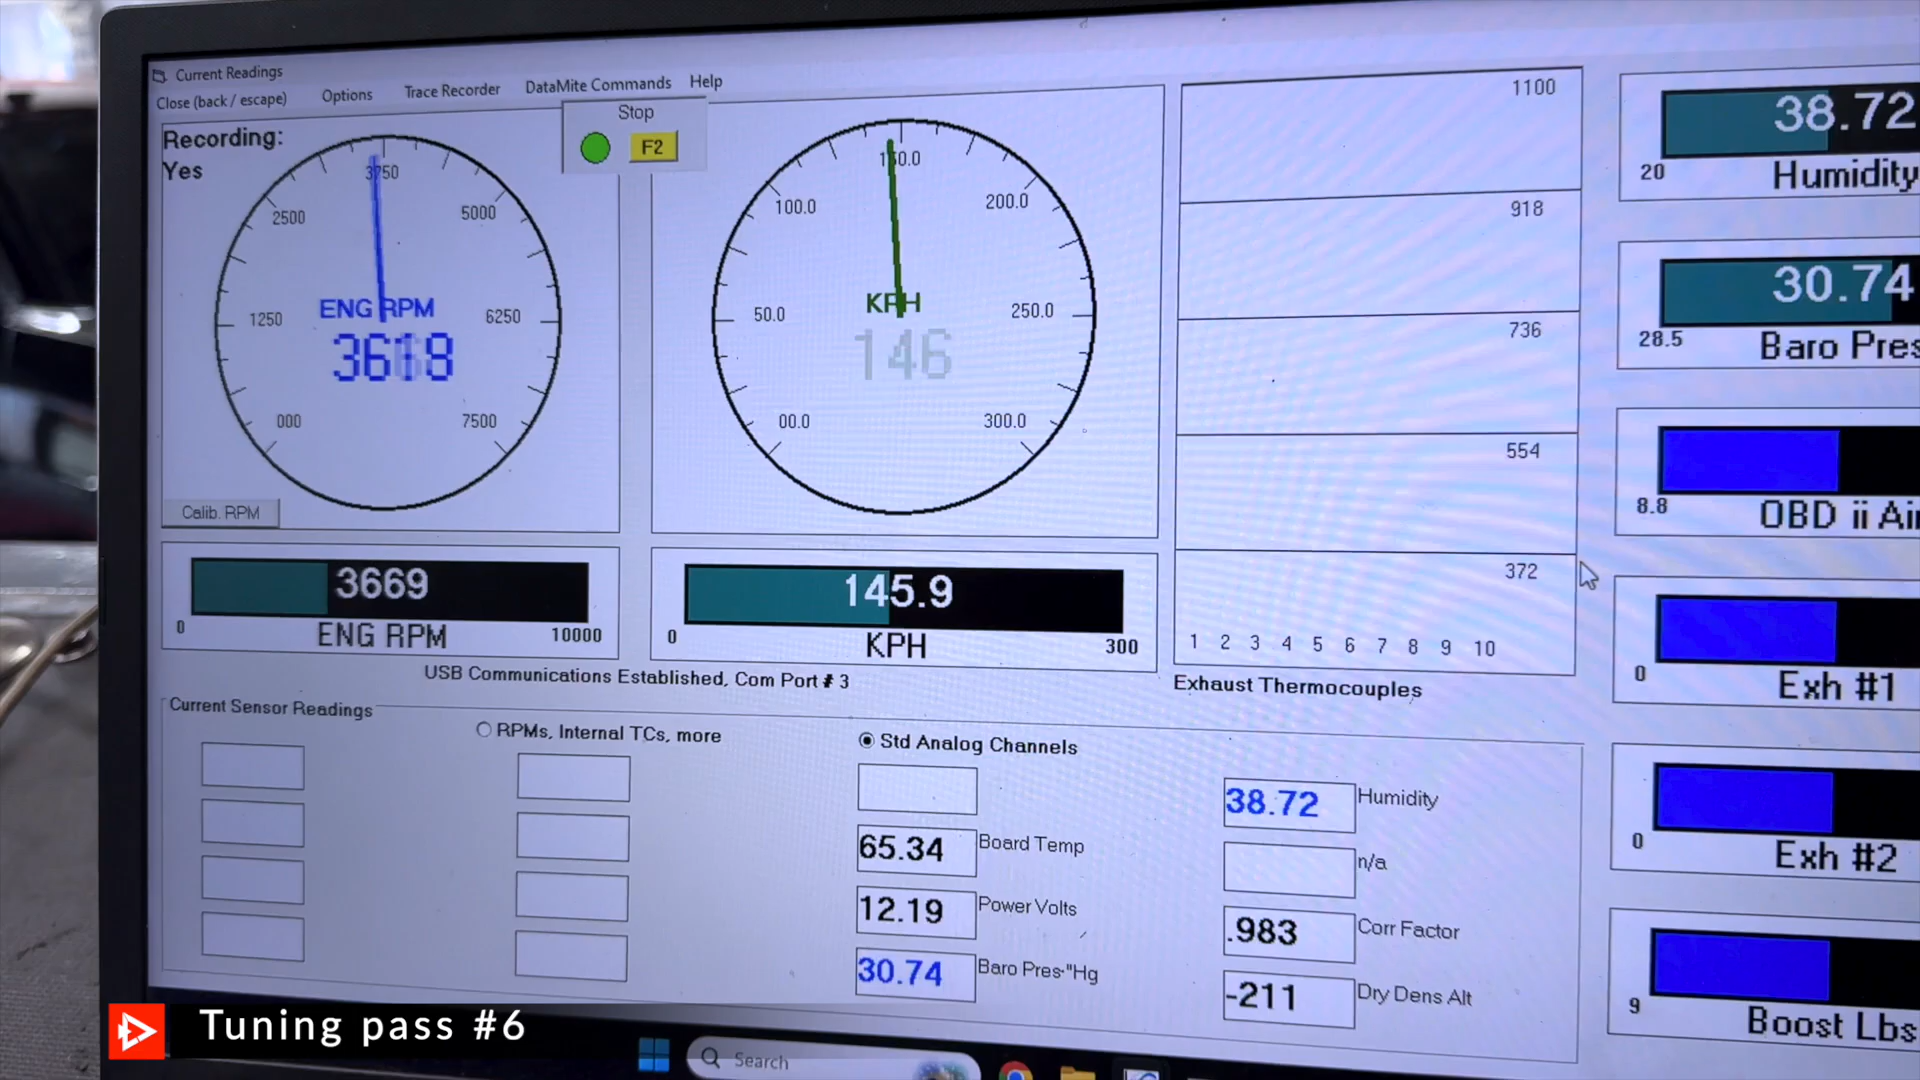 Current Readings
Close (back / escape) Options Trace Recorder DataMite Commands Help
Recording:
Yes
Stop
F2
3750
2500
5000
1250
6250
ENG RPM
000
7500
Calib. RPM
150.0
100.0
200.0
50.0
250.0
KPH
146
00.0
300.0
1100
918
736
554
372
1 2 3 4 5 6 7 8 9 10
Exhaust Thermocouples
3669
0 ENG RPM 10000
145.9
0 KPH 300
USB Communications Established, Com Port # 3
38.72
20 Humidity
30.74
28.5 Baro Pres
8.8 OBD ii Air
0 Exh #1
0 Exh #2
9 Boost Lbs
Current Sensor Readings
RPMs, Internal TCs, more
Std Analog Channels
65.34 Board Temp
12.19 Power Volts
30.74 Baro Pres-"Hg
38.72 Humidity
n/a
.983 Corr Factor
-211 Dry Dens Alt
Tuning pass #6
Search